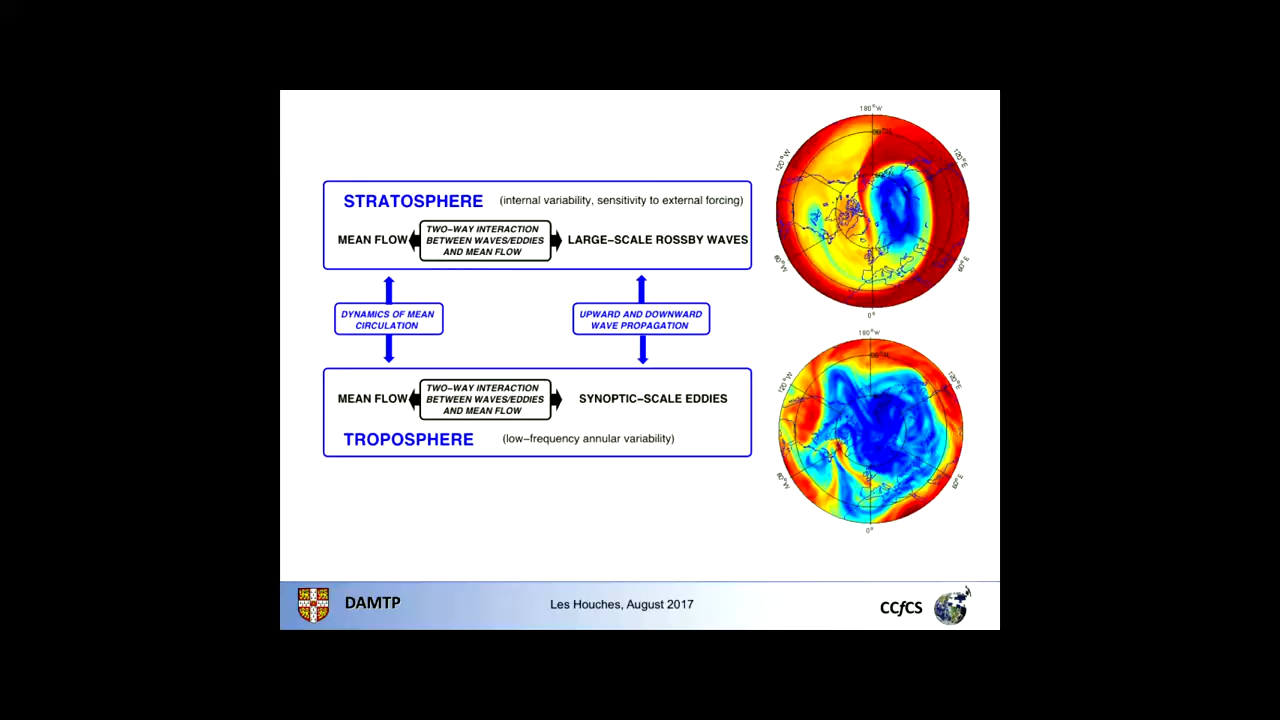 STRATOSPHERE (internal variability, sensitivity to external forcing)
MEAN FLOW
TWO-WAY INTERACTION
BETWEEN WAVES/EDDIES
AND MEAN FLOW
LARGE-SCALE ROSSBY WAVES
DYNAMICS OF MEAN
CIRCULATION
UPWARD AND DOWNWARD
WAVE PROPAGATION
MEAN FLOW
TWO-WAY INTERACTION
BETWEEN WAVES/EDDIES
AND MEAN FLOW
SYNOPTIC-SCALE EDDIES
TROPOSPHERE (low-frequency annular variability)
180°W
120°W
120°E
60°W
60°E
0°
180°W
120°W
120°E
60°W
60°E
0°
DAMTP
Les Houches, August 2017
CCfCS